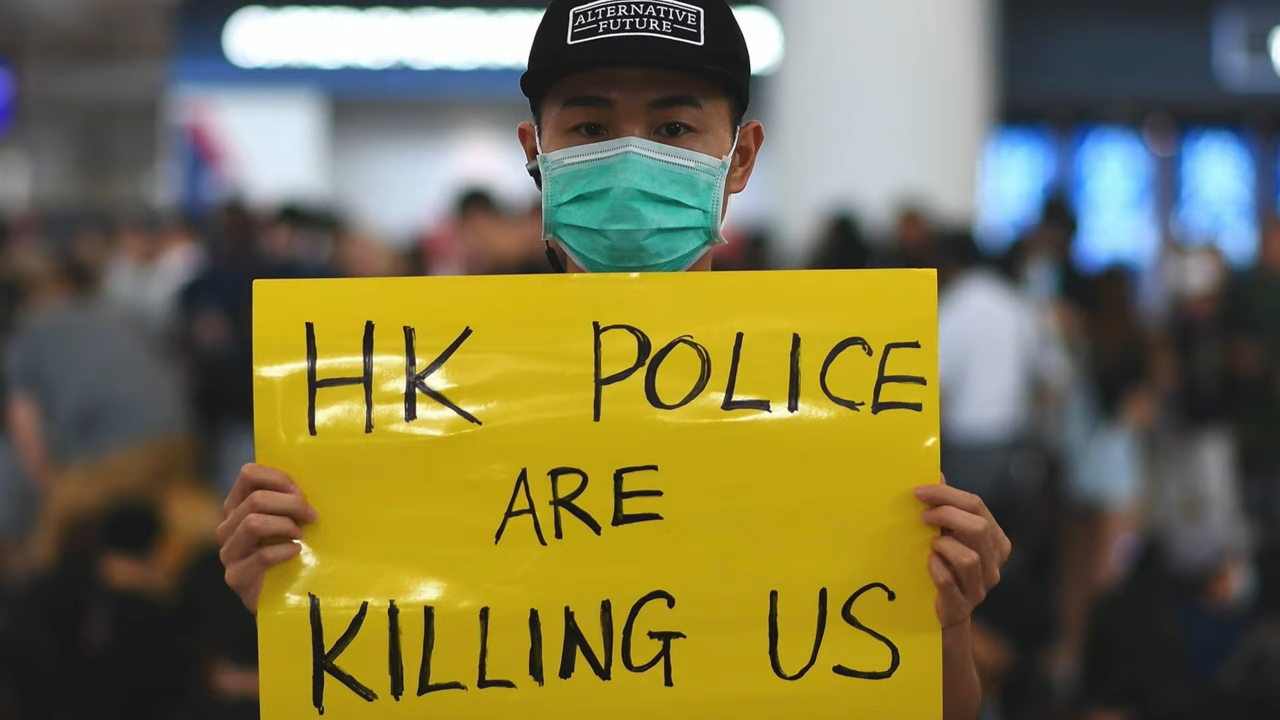 ALTERNATIVE
FUTURE
HK POLICE
ARE
KILLING US